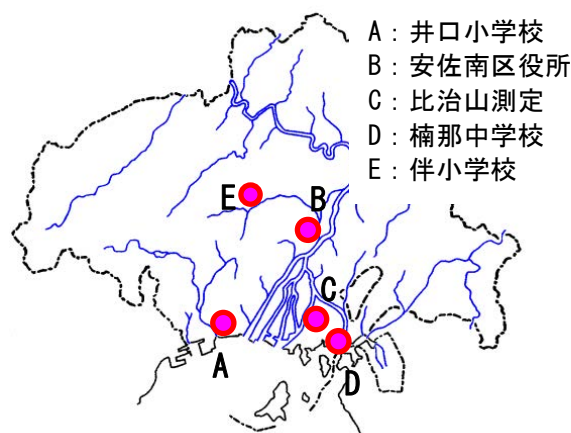 A：井口小学校
B：安佐南区役所
C：比治山測定
D：楠那中学校
E：伴小学校
E
B
C
A
D